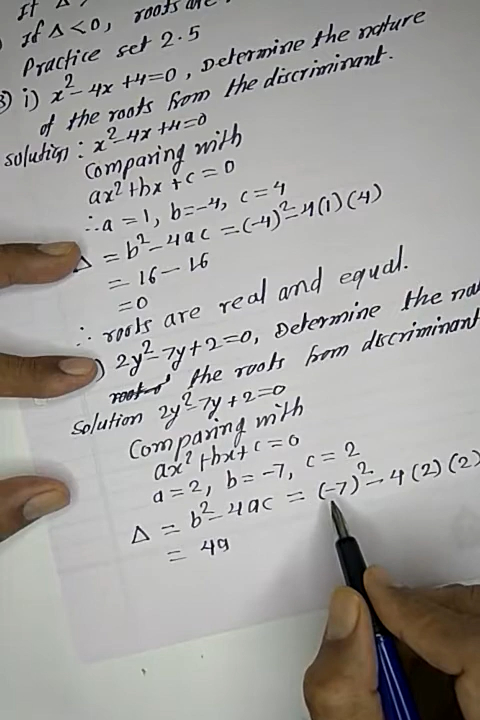 If Δ
If Δ<0, roots are
Practice set 2.5
3) i) x²-4x+4=0, Determine the nature
of the roots from the discriminant.
solution: x²-4x+4=0
Comparing with
ax²+bx+c=0
∴a=1, b=-4, c=4
Δ = b²-4ac = (-4)²-4(1)(4)
= 16-16
=0
∴ roots are real and equal.
) 2y²-7y+2=0, Determine the
the roots from discriminant
Solution 2y²-7y+2=0
Comparing with
ax²+bx+c=0
a=2, b=-7, c=2
Δ = b²-4ac = (-7)²-4(2)(2)
= 49